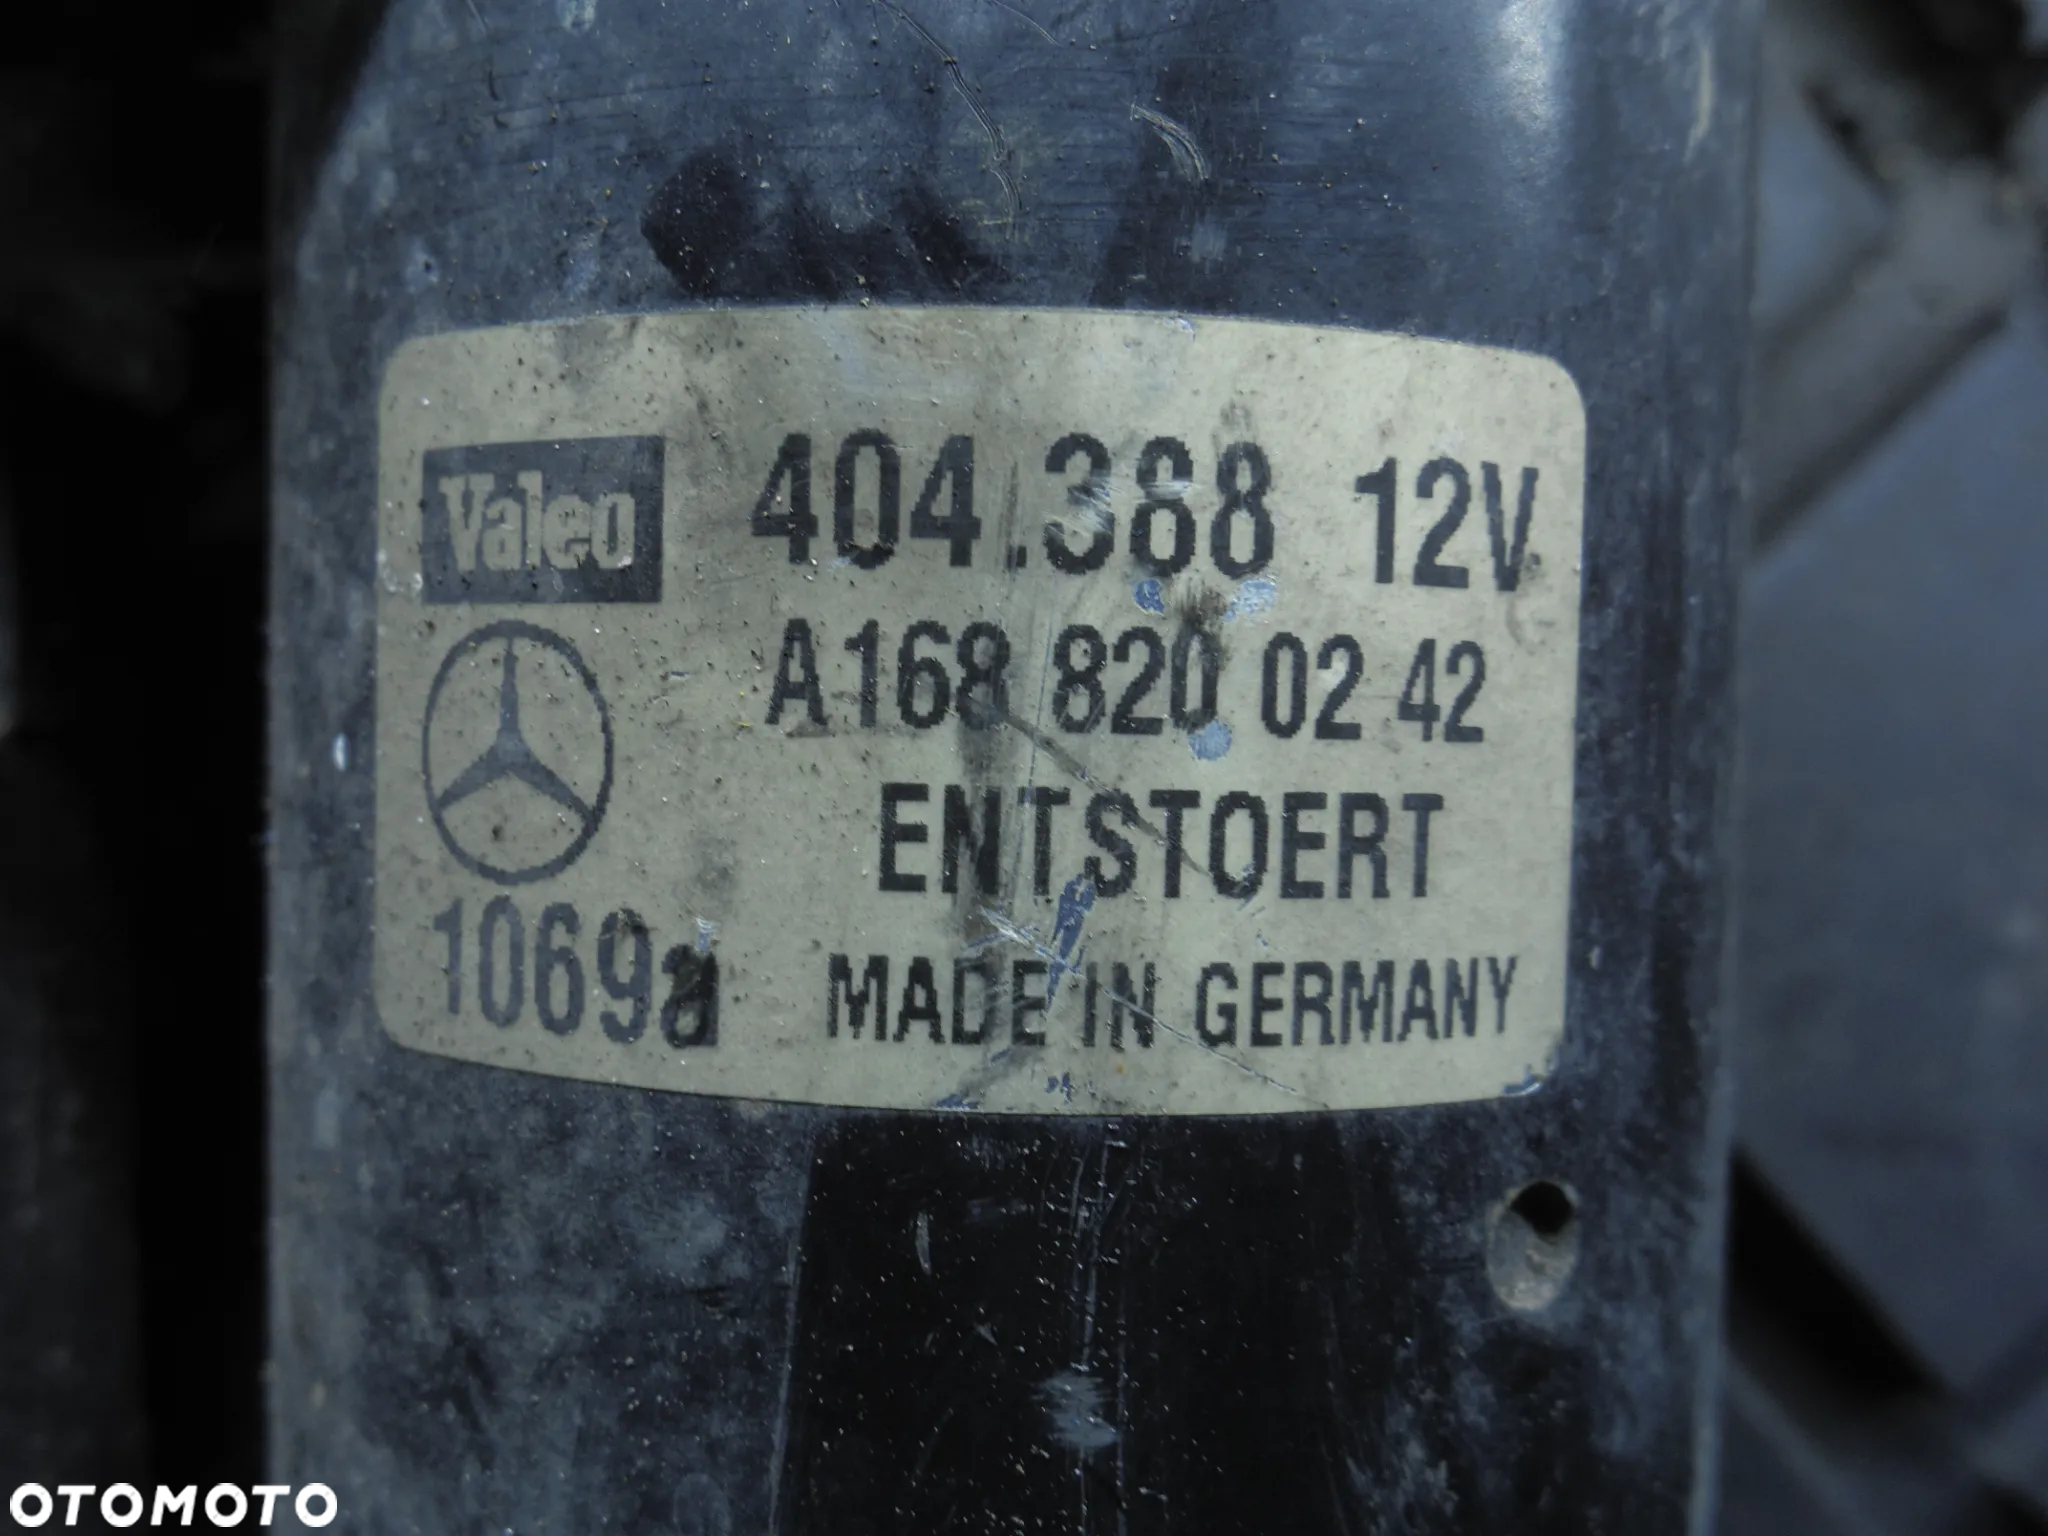 Valeo
404.388 12V
A168 820 02 42
ENTSTOERT
1069a
MADE IN GERMANY
OTOMOTO